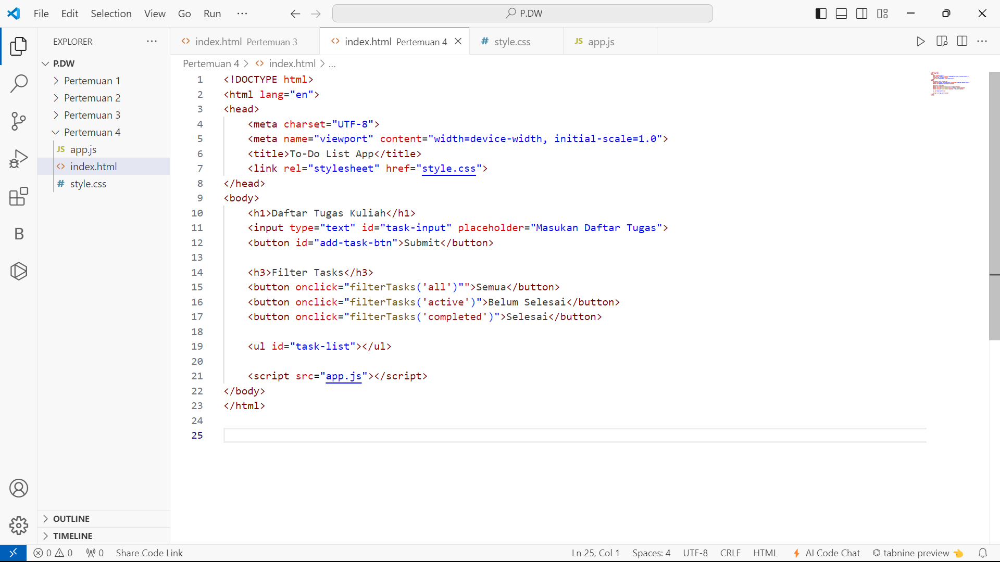 File Edit Selection View Go Run ··· P.DW
EXPLORER ···
index.html Pertemuan 3 index.html Pertemuan 4 # style.css JS app.js
P.DW
Pertemuan 1
Pertemuan 2
Pertemuan 3
Pertemuan 4
JS app.js
<> index.html
# style.css
OUTLINE
TIMELINE
Pertemuan 4 > <> index.html > ...
1 <!DOCTYPE html>
2 <html lang="en">
3 <head>
4     <meta charset="UTF-8">
5     <meta name="viewport" content="width=device-width, initial-scale=1.0">
6     <title>To-Do List App</title>
7     <link rel="stylesheet" href="style.css">
8 </head>
9 <body>
10     <h1>Daftar Tugas Kuliah</h1>
11     <input type="text" id="task-input" placeholder="Masukan Daftar Tugas">
12     <button id="add-task-btn">Submit</button>
13
14     <h3>Filter Tasks</h3>
15     <button onclick="filterTasks('all')"">Semua</button>
16     <button onclick="filterTasks('active')">Belum Selesai</button>
17     <button onclick="filterTasks('completed')">Selesai</button>
18
19     <ul id="task-list"></ul>
20
21     <script src="app.js"></script>
22 </body>
23 </html>
24
25
0 0 0 Share Code Link Ln 25, Col 1 Spaces: 4 UTF-8 CRLF HTML AI Code Chat tabnine preview